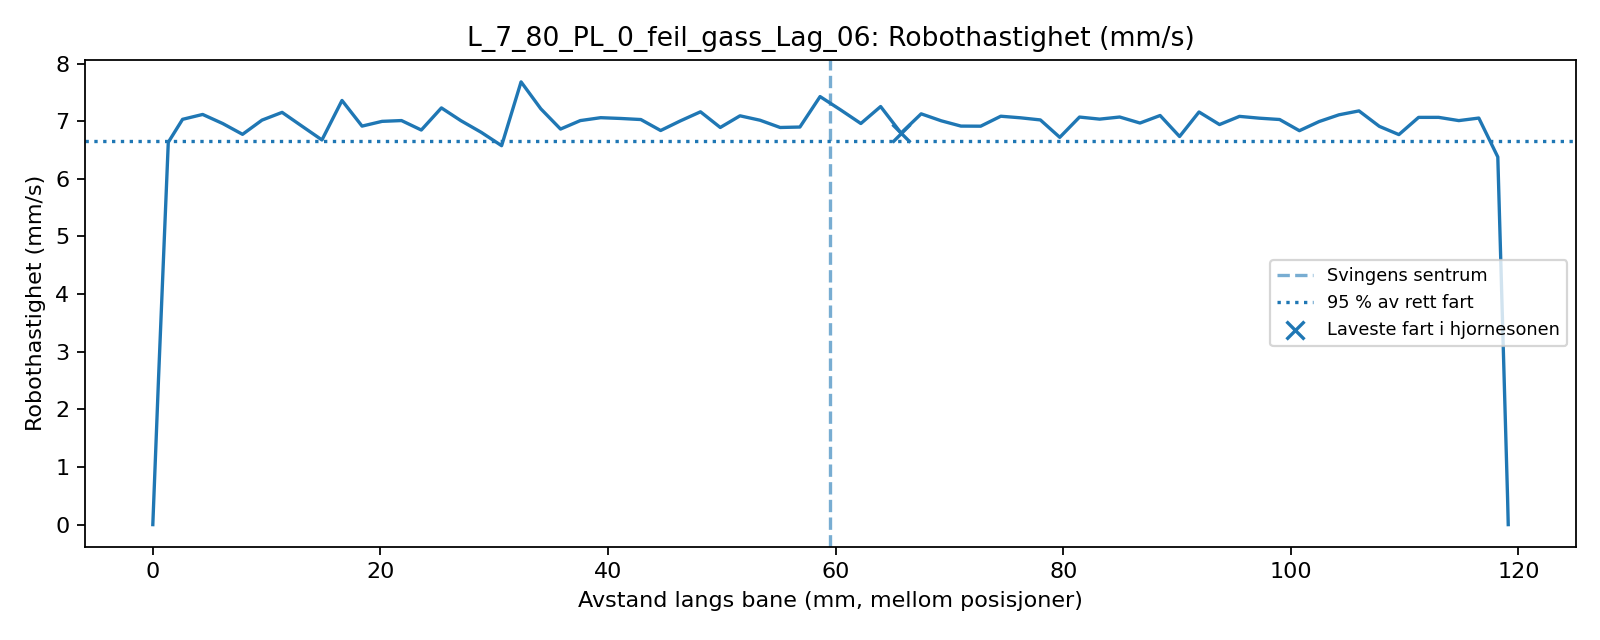 L_7_80_PL_0_feil_gass_Lag_06: Robothastighet (mm/s)
Robothastighet (mm/s)
8
7
6
5
4
3
2
1
0
Svingens sentrum
95 % av rett fart
Laveste fart i hjornesonen
0 20 40 60 80 100 120
Avstand langs bane (mm, mellom posisjoner)